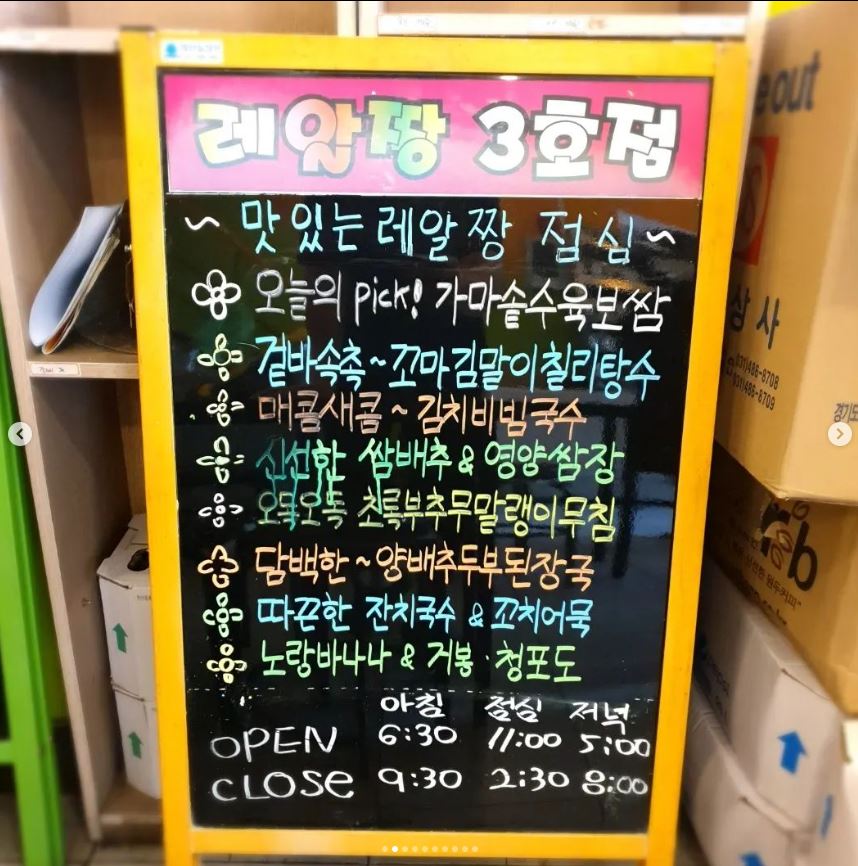 레알짱 3호점
~ 맛있는 레알짱 점심 ~
오늘의 pick! 가마솥수육보쌈
겉바속촉~꼬마김말이칠리탕수
매콤새콤~김치비빔국수
신선한 쌈배추 & 영양쌈장
오독오독 초록부추무말랭이무침
담백한~양배추두부된장국
따끈한 잔치국수 & 꼬치어묵
노랑바나나 & 거봉·청포도
아침 점심 저녁
OPEN 6:30 11:00 5:00
CLOSE 9:30 2:30 8:00
eout
상사
031)486-8708
031)486-8709
경기도